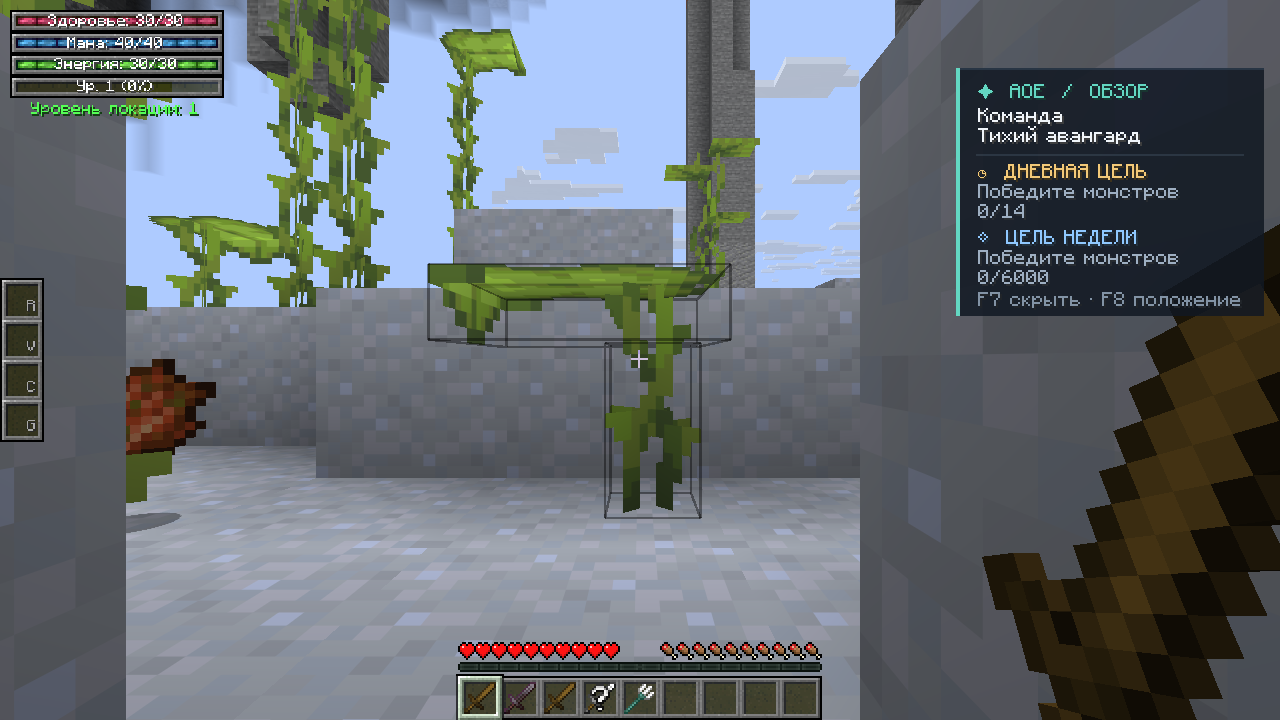 Здоровье: 30/30
Мана: 40/40
Энергия: 30/30
Ур. 1 (0%)
Уровень локации: 1
R
V
C
G
AOE / ОБЗОР
Команда
Тихий авангард
ДНЕВНАЯ ЦЕЛЬ
Победите монстров
0/14
ЦЕЛЬ НЕДЕЛИ
Победите монстров
0/6000
F7 скрыть · F8 положение